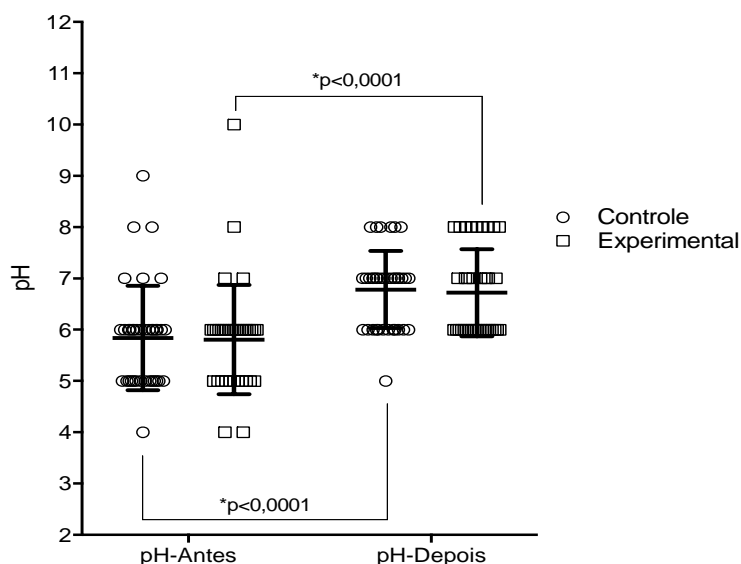 12
11
10
9
8
7
6
5
4
3
2
pH
*p<0,0001
*p<0,0001
pH-Antes
pH-Depois
Controle
Experimental